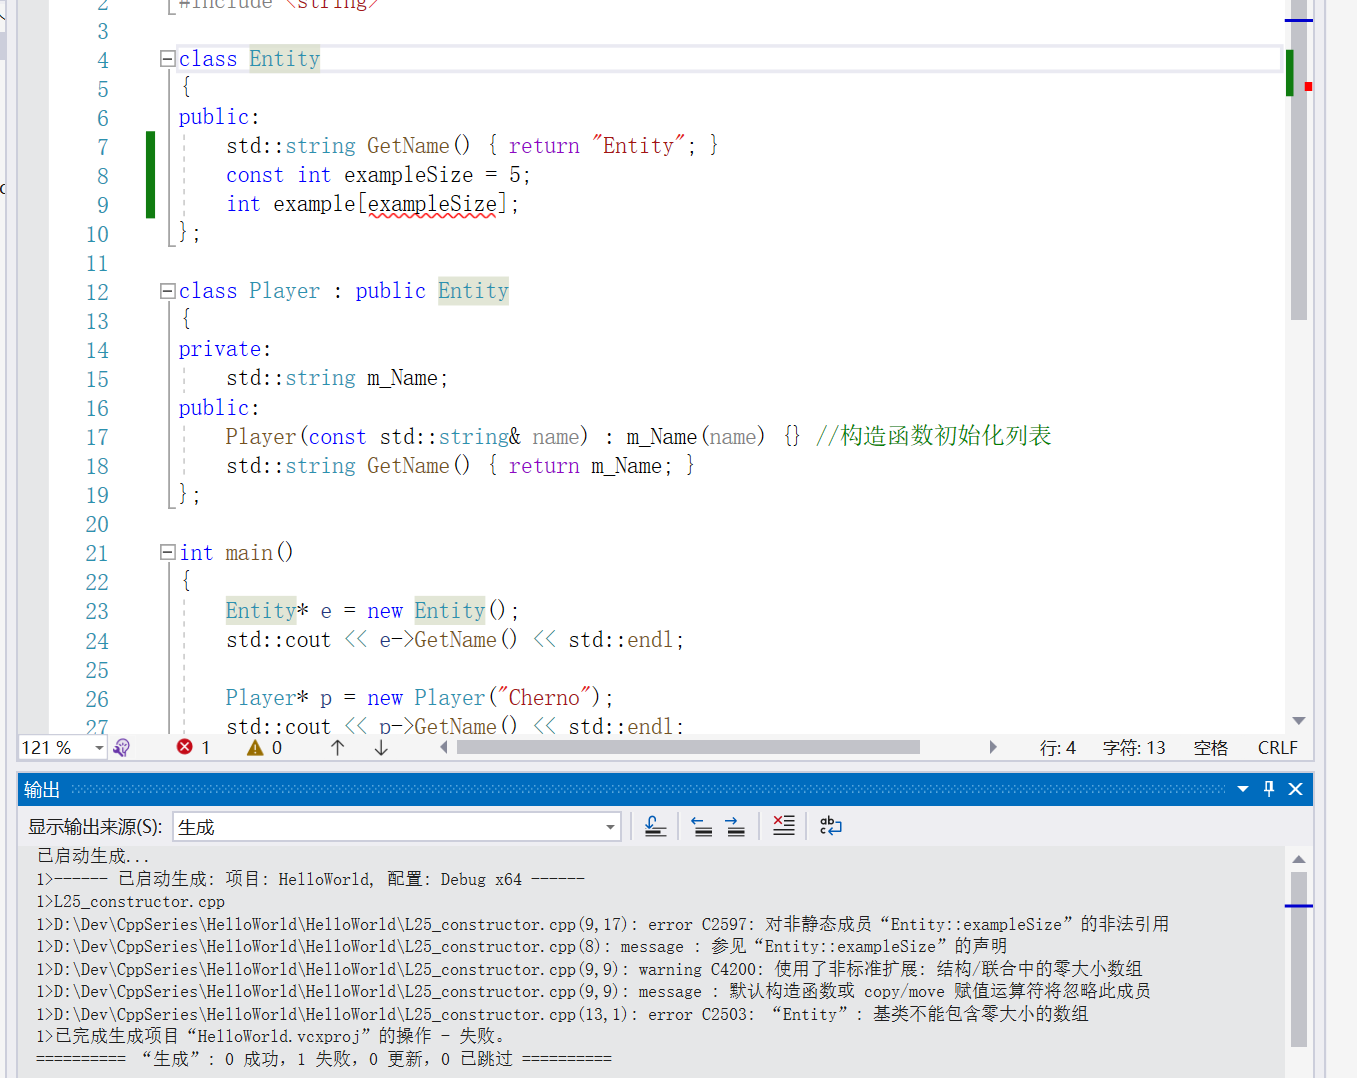 2 #include <string>
3
4 class Entity
5 {
6 public:
7 std::string GetName() { return "Entity"; }
8 const int exampleSize = 5;
9 int example[exampleSize];
10 };
11
12 class Player : public Entity
13 {
14 private:
15 std::string m_Name;
16 public:
17 Player(const std::string& name) : m_Name(name) {} //构造函数初始化列表
18 std::string GetName() { return m_Name; }
19 };
20
21 int main()
22 {
23 Entity* e = new Entity();
24 std::cout << e->GetName() << std::endl;
25
26 Player* p = new Player("Cherno");
27 std::cout << p->GetName() << std::endl;
121 % 1 0 行: 4 字符: 13 空格 CRLF
输出
显示输出来源(S): 生成
已启动生成...
1>------ 已启动生成: 项目: HelloWorld, 配置: Debug x64 ------
1>L25_constructor.cpp
1>D:\Dev\CppSeries\HelloWorld\HelloWorld\L25_constructor.cpp(9,17): error C2597: 对非静态成员“Entity::exampleSize”的非法引用
1>D:\Dev\CppSeries\HelloWorld\HelloWorld\L25_constructor.cpp(8): message : 参见“Entity::exampleSize”的声明
1>D:\Dev\CppSeries\HelloWorld\HelloWorld\L25_constructor.cpp(9,9): warning C4200: 使用了非标准扩展: 结构/联合中的零大小数组
1>D:\Dev\CppSeries\HelloWorld\HelloWorld\L25_constructor.cpp(9,9): message : 默认构造函数或 copy/move 赋值运算符将忽略此成员
1>D:\Dev\CppSeries\HelloWorld\HelloWorld\L25_constructor.cpp(13,1): error C2503: “Entity”: 基类不能包含零大小的数组
1>已完成生成项目“HelloWorld.vcxproj”的操作 - 失败。
========== “生成”: 0 成功，1 失败，0 更新，0 已跳过 ==========